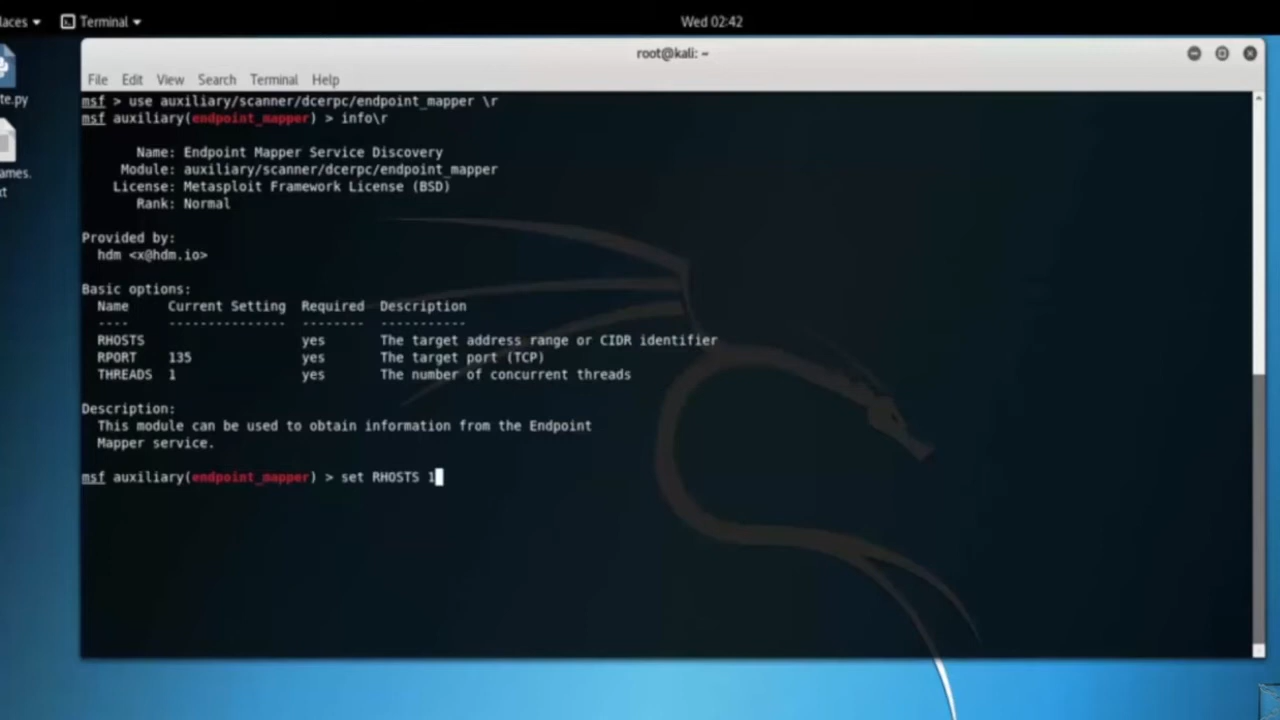 laces Terminal Wed 02:42
root@kali: ~
File Edit View Search Terminal Help
te.py
ames.
xt
msf > use auxiliary/scanner/dcerpc/endpoint_mapper \r
msf auxiliary(endpoint_mapper) > info\r
Name: Endpoint Mapper Service Discovery
Module: auxiliary/scanner/dcerpc/endpoint_mapper
License: Metasploit Framework License (BSD)
Rank: Normal
Provided by:
hdm <x@hdm.io>
Basic options:
Name Current Setting Required Description
---- --------------- -------- -----------
RHOSTS yes The target address range or CIDR identifier
RPORT 135 yes The target port (TCP)
THREADS 1 yes The number of concurrent threads
Description:
This module can be used to obtain information from the Endpoint
Mapper service.
msf auxiliary(endpoint_mapper) > set RHOSTS 1